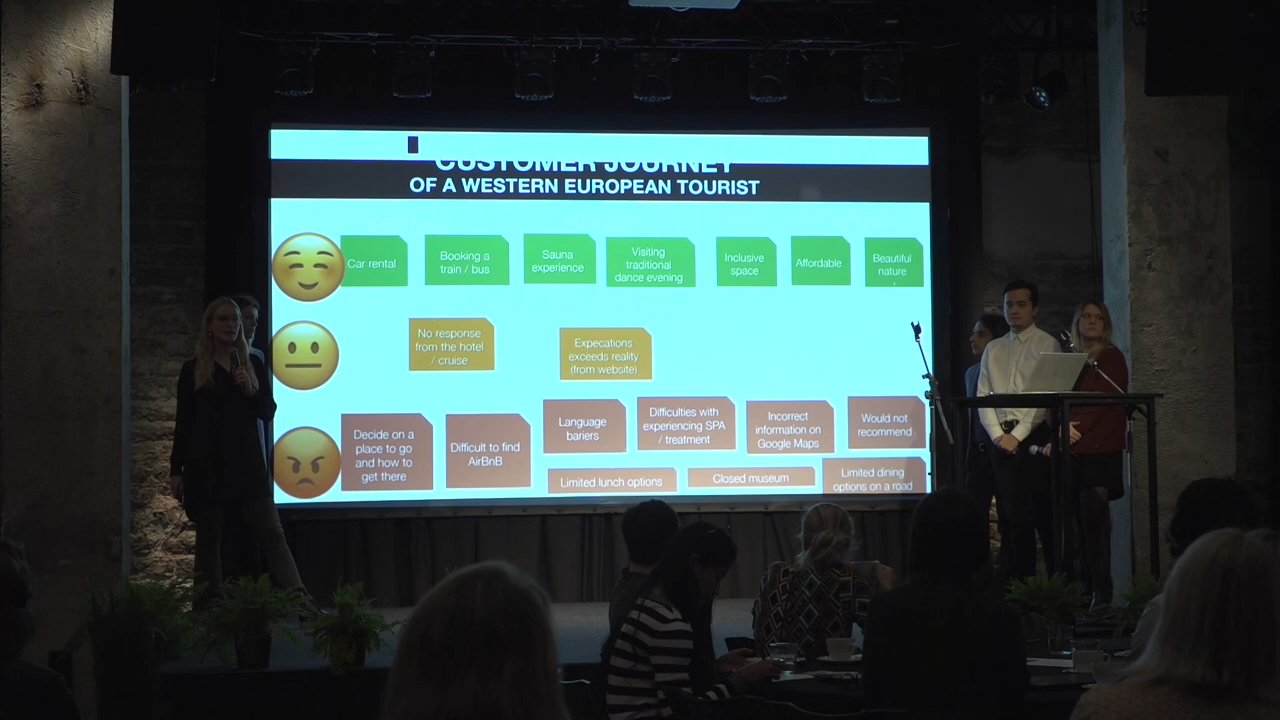 CUSTOMER JOURNEY
OF A WESTERN EUROPEAN TOURIST
Car rental
Booking a
train / bus
Sauna
experience
Visiting
traditional
dance evening
Inclusive
space
Affordable
Beautiful
nature
No response
from the hotel
/ cruise
Expecations
exceeds reality
(from website)
Decide on a
place to go
and how to
get there
Difficult to find
AirBnB
Language
bariers
Difficulties with
experiencing SPA
/ treatment
Incorrect
information on
Google Maps
Would not
recommend
Limited lunch options
Closed museum
Limited dining
options on a road